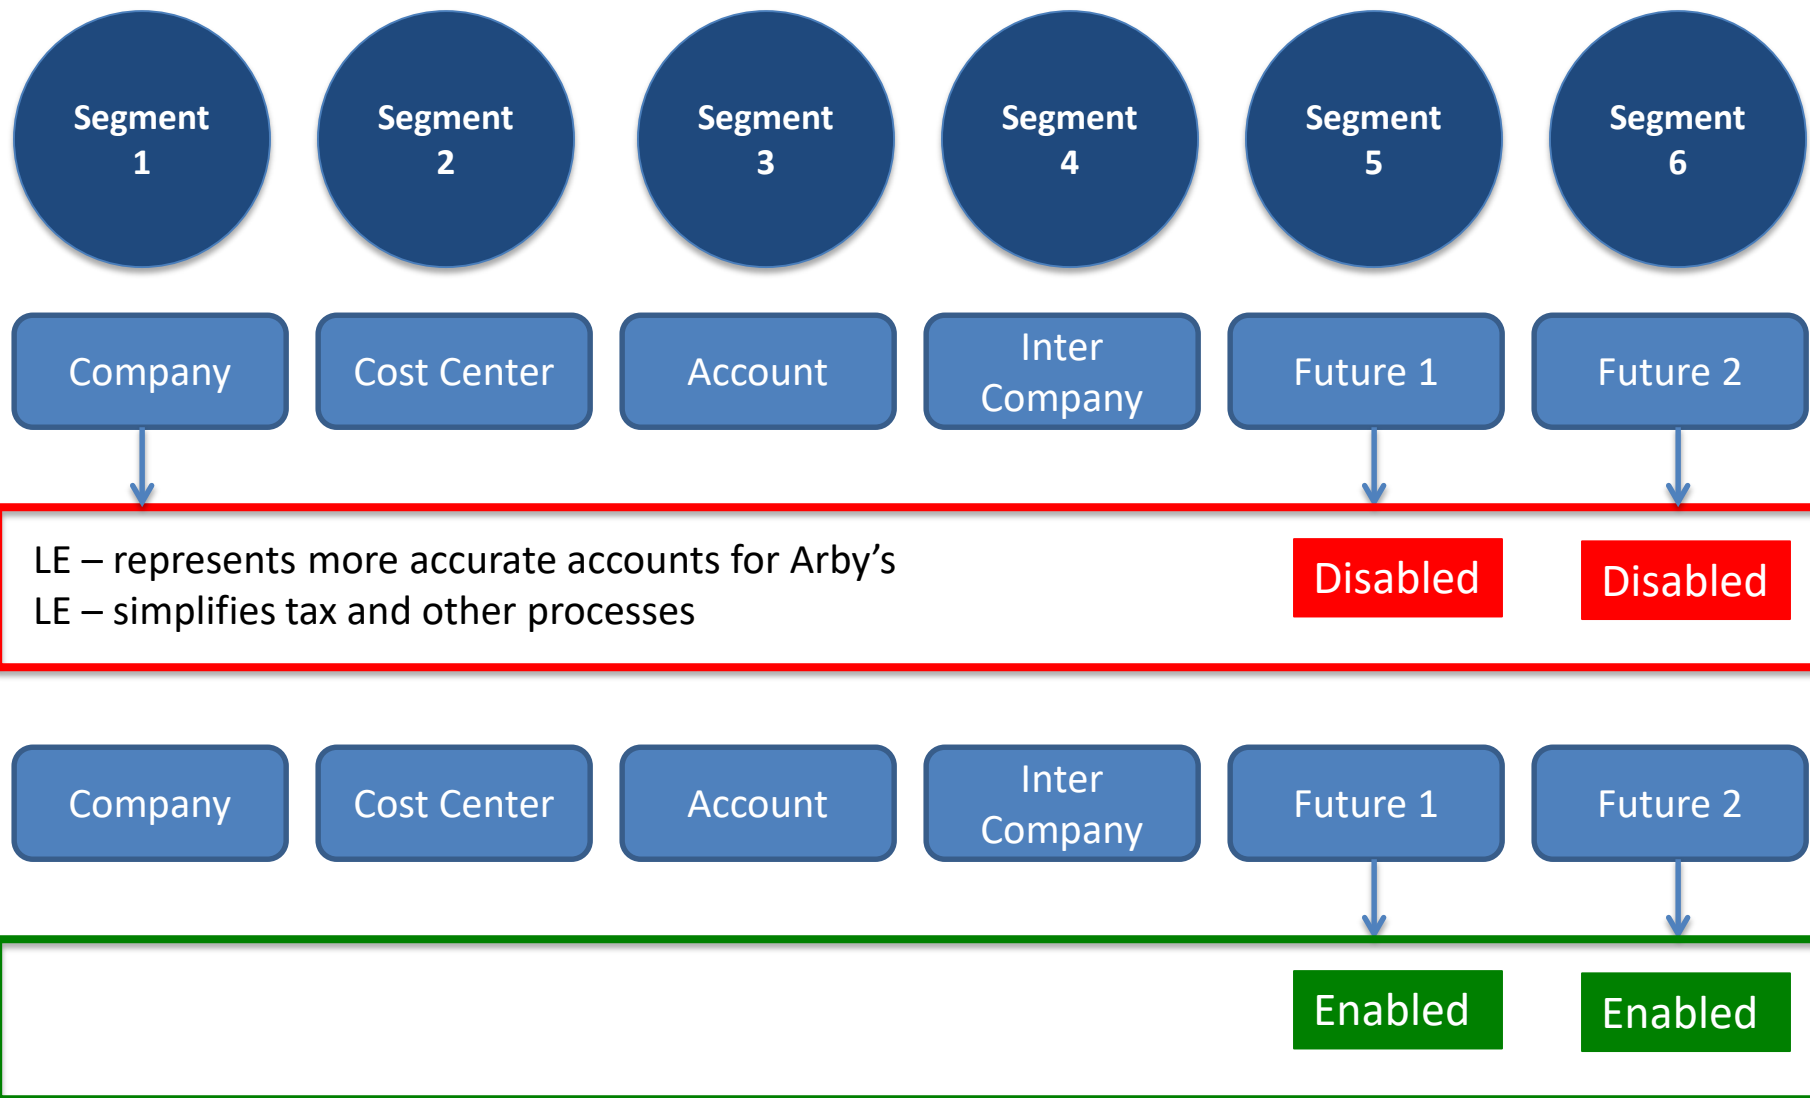 Segment
1
Segment
2
Segment
3
Segment
4
Segment
5
Segment
6
Company
Cost Center
Account
Inter
Company
Future 1
Future 2
LE – represents more accurate accounts for Arby’s
LE – simplifies tax and other processes
Disabled
Disabled
Company
Cost Center
Account
Inter
Company
Future 1
Future 2
Enabled
Enabled